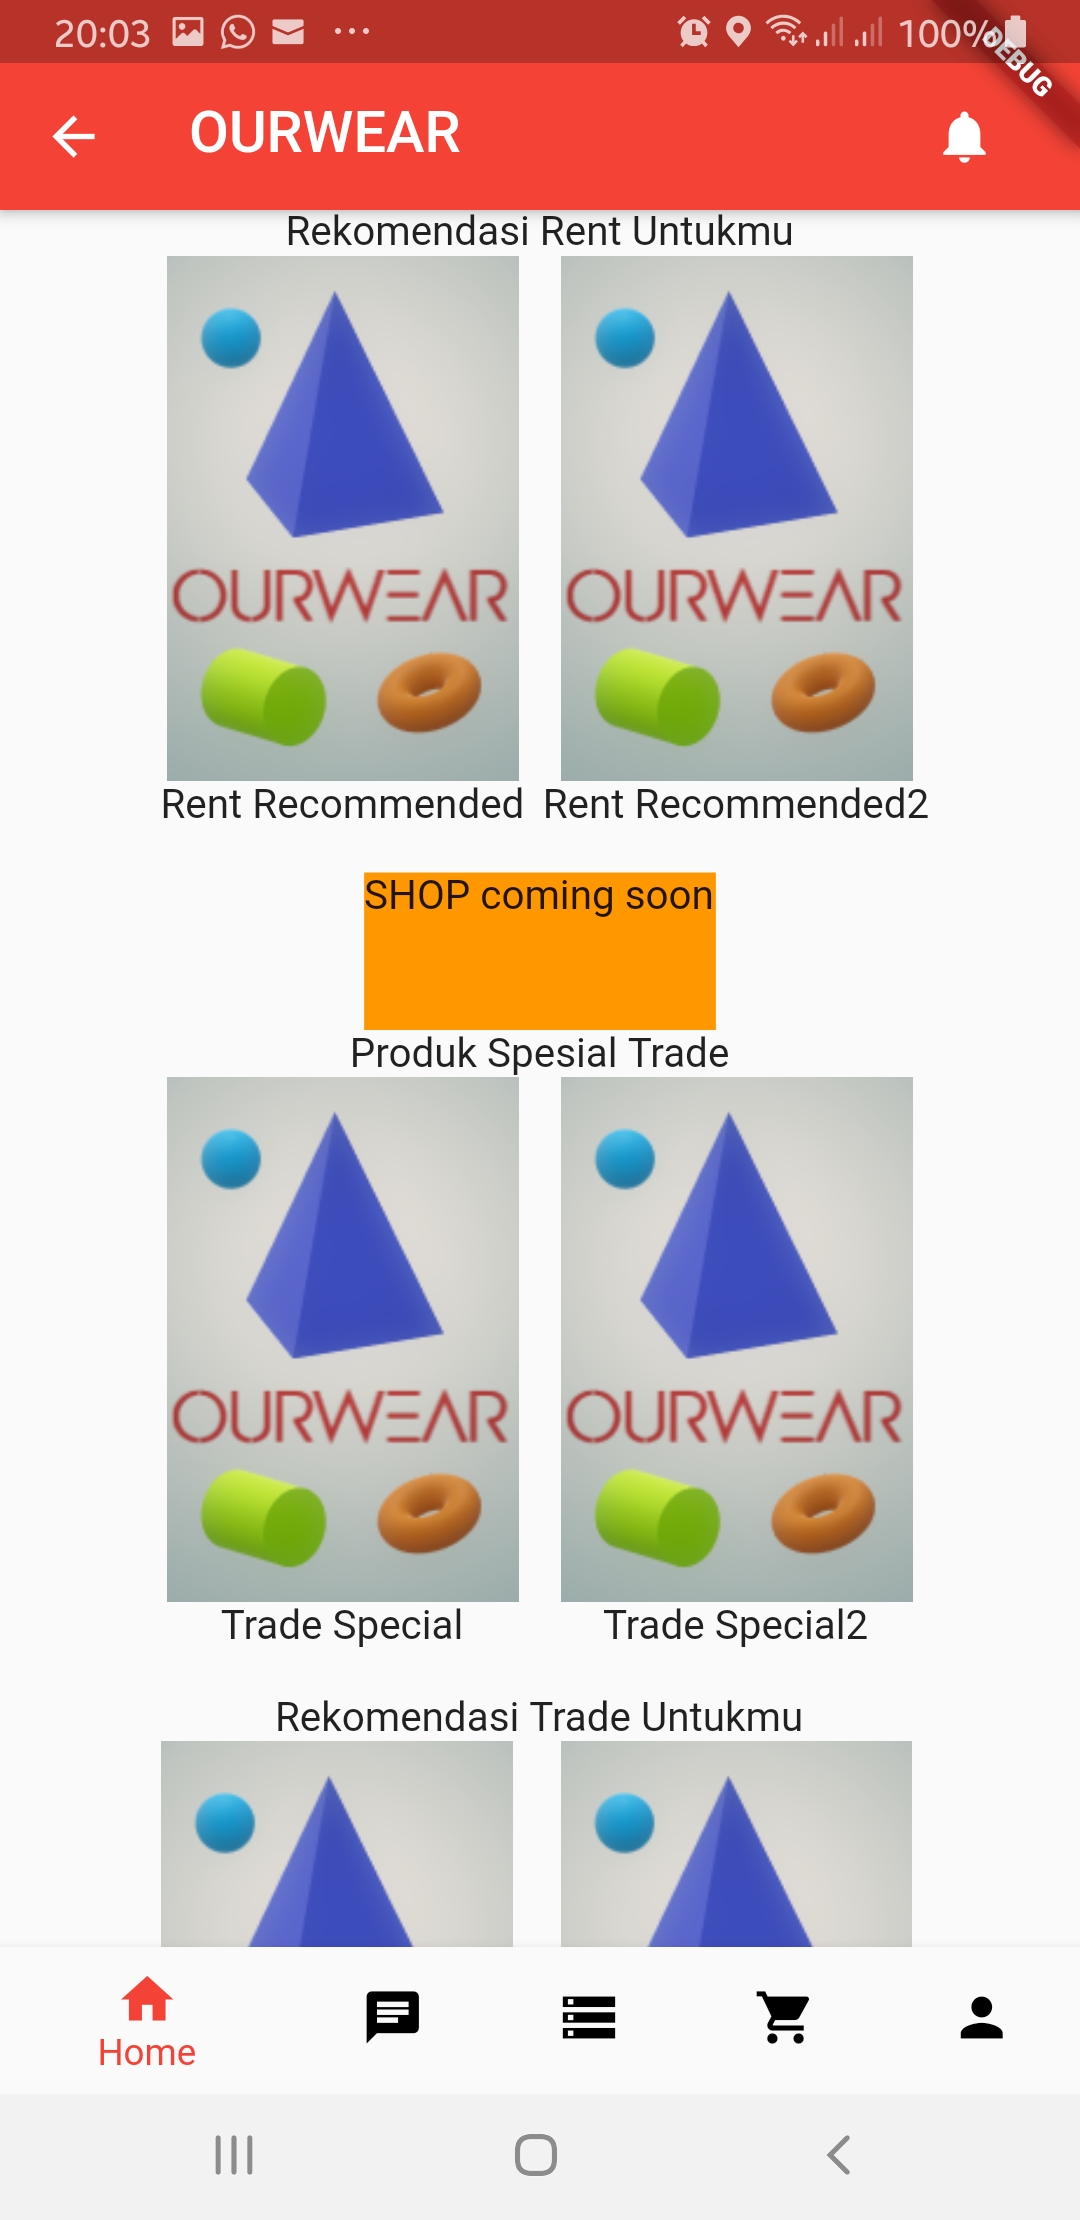 20:03
100%
DEBUG
OURWEAR
Rekomendasi Rent Untukmu
OURWEAR
OURWEAR
Rent Recommended
Rent Recommended2
SHOP coming soon
Produk Spesial Trade
OURWEAR
OURWEAR
Trade Special
Trade Special2
Rekomendasi Trade Untukmu
Home